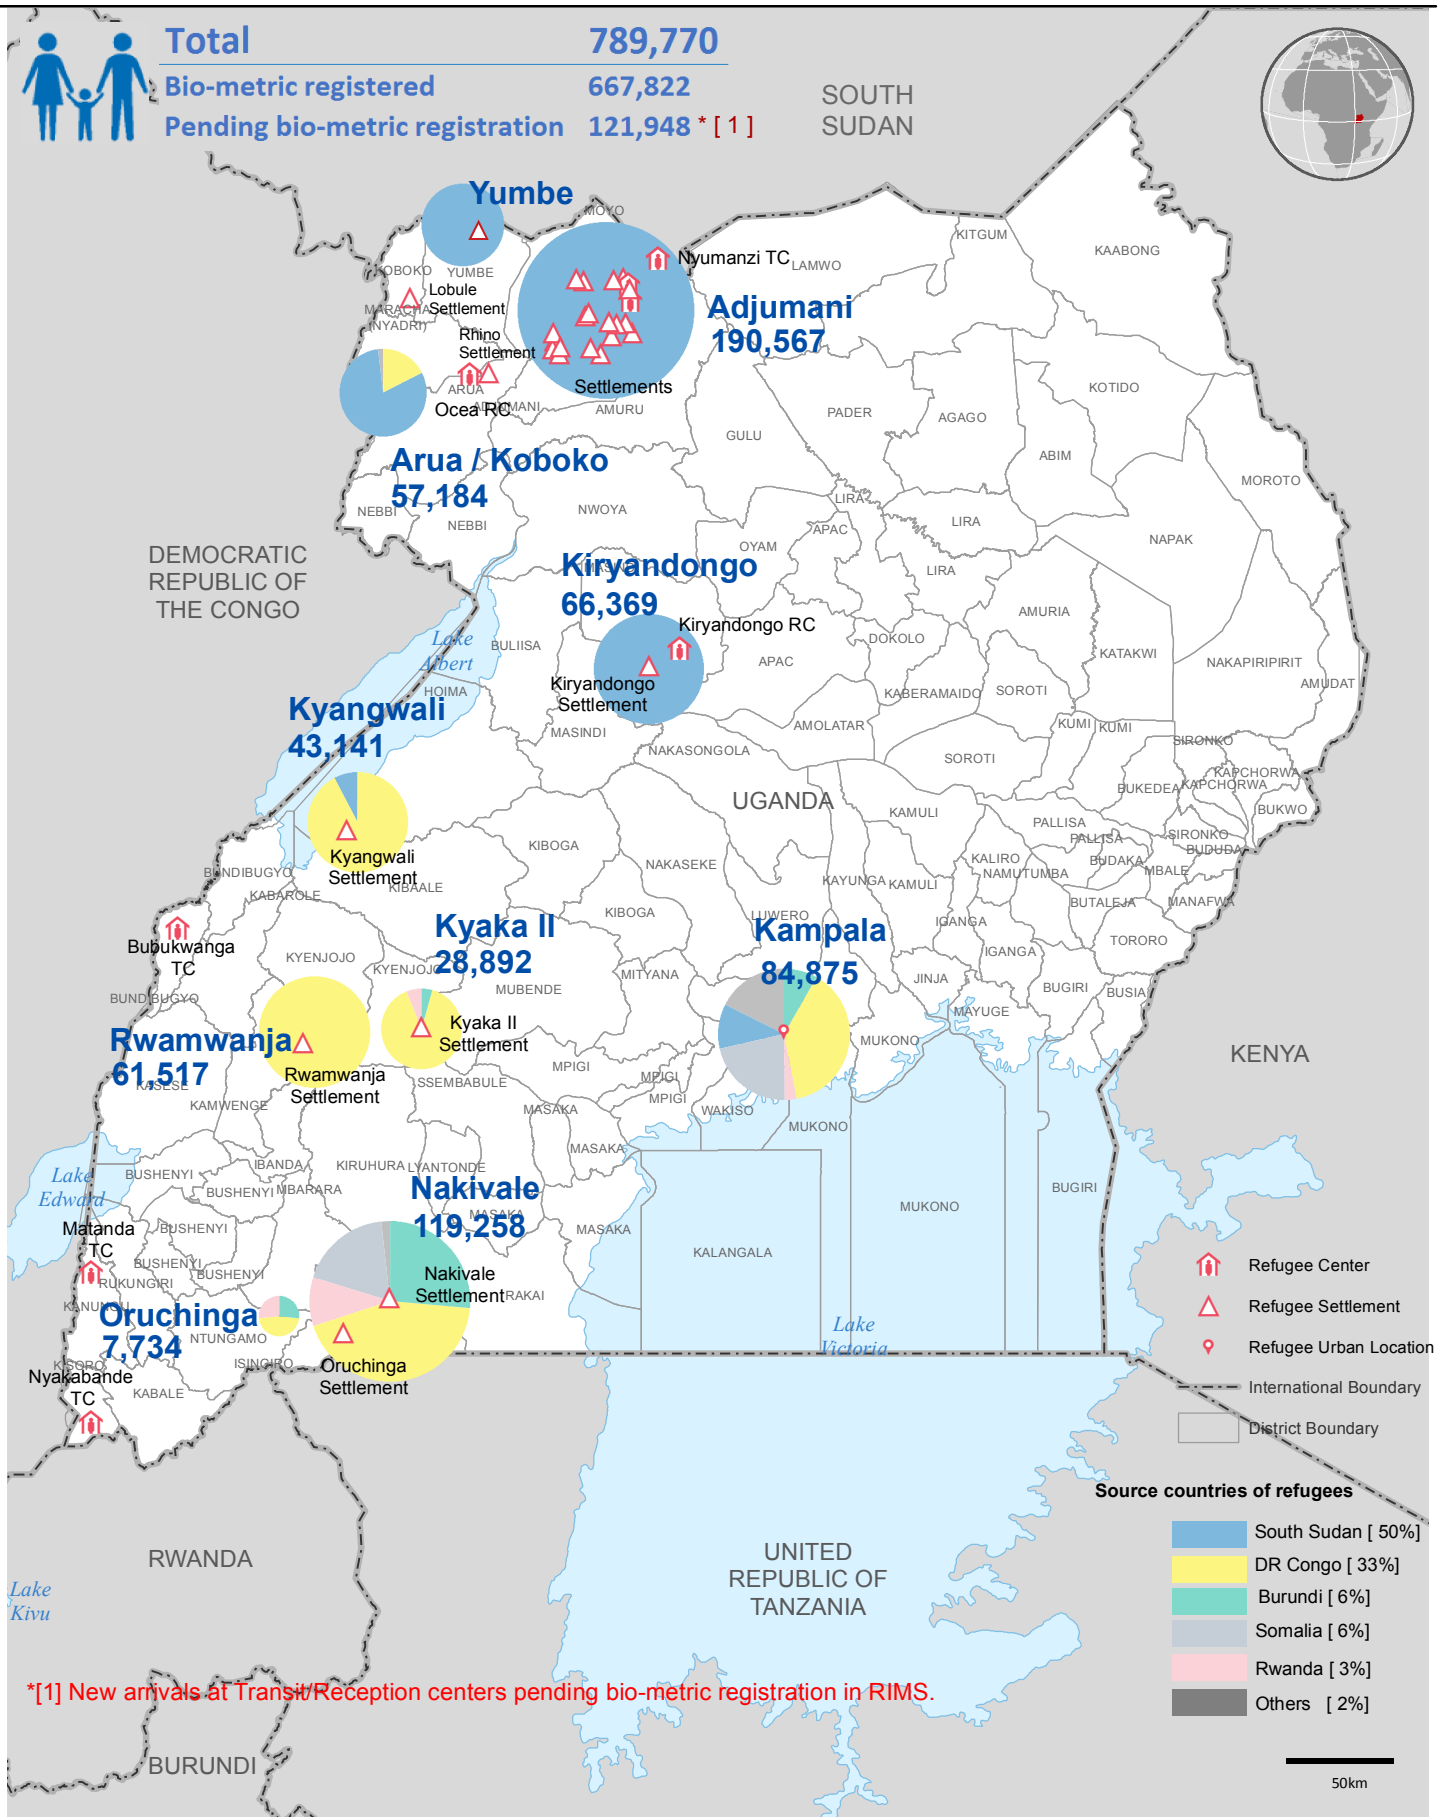 Total 789,770
Bio-metric registered 667,822
Pending bio-metric registration 121,948 * [ 1 ]
SOUTH
SUDAN
Yumbe
MOYO
KITGUM
KAABONG
Nyumanzi TC
LAMWO
KOBOKO
YUMBE
Lobule
Settlement
MARACHA
(NYADRI)
Adjumani
190,567
Rhino
Settlement
Settlements
ARUA
Ocea RC
ADJUMANI
AMURU
KOTIDO
PADER
AGAGO
GULU
ABIM
Arua / Koboko
57,184
MOROTO
NEBBI
NEBBI
NWOYA
LIRA
LIRA
APAC
NAPAK
OYAM
DEMOCRATIC
REPUBLIC OF
THE CONGO
Kiryandongo
66,369
LIRA
AMURIA
Kiryandongo RC
DOKOLO
Lake
Albert
BULIISA
APAC
KATAKWI
NAKAPIRIPIRIT
AMUDAT
Kiryandongo
Settlement
HOIMA
KABERAMAIDO
SOROTI
Kyangwali
43,141
MASINDI
AMOLATAR
KUMI
KUMI
NAKASONGOLA
SIRONKO
SOROTI
KAPCHORWA
KAPCHORWA
BUKEDEA
UGANDA
BUKWO
KAMULI
PALLISA
PALLISA
SIRONKO
BUDUDA
KIBOGA
Kyangwali
Settlement
NAKASEKE
KALIRO
BUDAKA
MBALE
BUNDIBUGYO
KIBAALE
KAYUNGA
KAMULI
NAMUTUMBA
KABAROLE
BUTALEJA
MANAFWA
KIBOGA
LUWERO
IGANGA
Kyaka II
28,892
Kampala
84,875
Bubukwanga
TC
TORORO
KYENJOJO
KYENJOJO
IGANGA
MITYANA
JINJA
MUBENDE
BUGIRI
BUSIA
BUNDIBUGYO
MAYUGE
Kyaka II
Settlement
Rwamwanja
61,517
MUKONO
KENYA
MPIGI
MPIGI
MPIGI
Rwamwanja
Settlement
KASESE
SSEMBABULE
KAMWENGE
MASAKA
WAKISO
MUKONO
MASAKA
IBANDA
KIRUHURA
LYANTONDE
Lake
Edward
BUSHENYI
BUSHENYI
MBARARA
BUGIRI
Nakivale
119,258
MUKONO
MASAKA
MASAKA
BUSHENYI
Matanda
TC
KALANGALA
BUSHENYI
BUSHENYI
RUKUNGIRI
Nakivale
Settlement
RAKAI
Refugee Center
KANUNGU
Refugee Settlement
Oruchinga
7,734
NTUNGAMO
Lake
Victoria
Refugee Urban Location
KISORO
ISINGIRO
Oruchinga
Settlement
Nyakabande
TC
KABALE
International Boundary
District Boundary
Source countries of refugees
South Sudan [ 50%]
RWANDA
UNITED
REPUBLIC OF
TANZANIA
DR Congo [ 33%]
Lake
Kivu
Burundi [ 6%]
Somalia [ 6%]
Rwanda [ 3%]
*[1] New arrivals at Transit/Reception centers pending bio-metric registration in RIMS.
Others [ 2%]
BURUNDI
50km